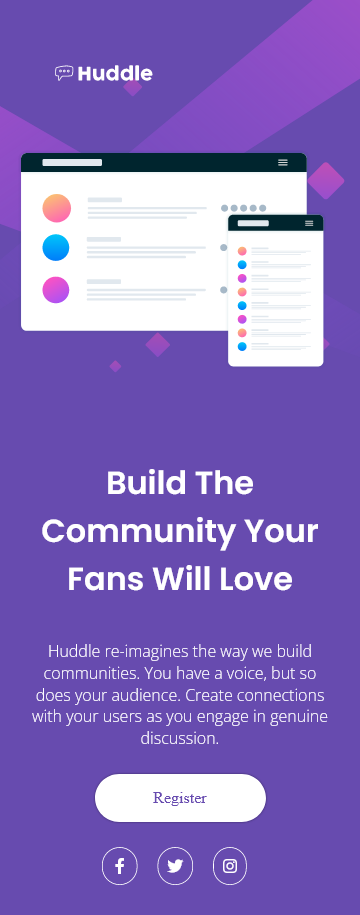 Huddle
Build The
Community Your
Fans Will Love
Huddle re-imagines the way we build
communities. You have a voice, but so
does your audience. Create connections
with your users as you engage in genuine
discussion.
Register